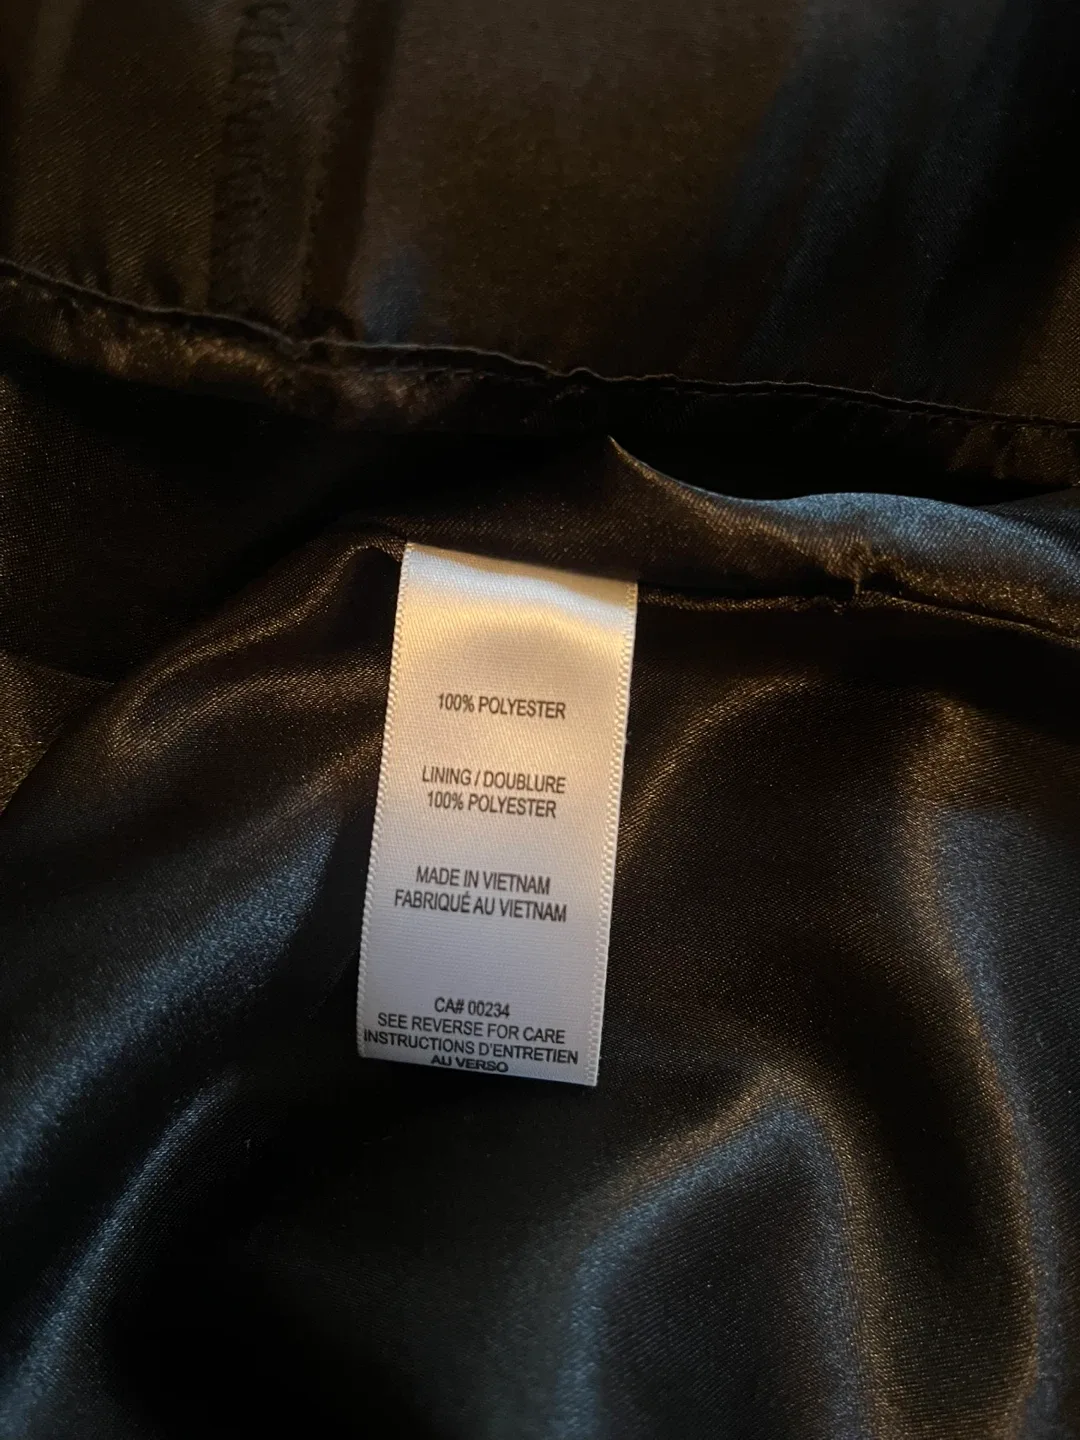 100% POLYESTER
LINING / DOUBLURE
100% POLYESTER
MADE IN VIETNAM
FABRIQUÉ AU VIETNAM
CA# 00234
SEE REVERSE FOR CARE
INSTRUCTIONS D'ENTRETIEN
AU VERSO